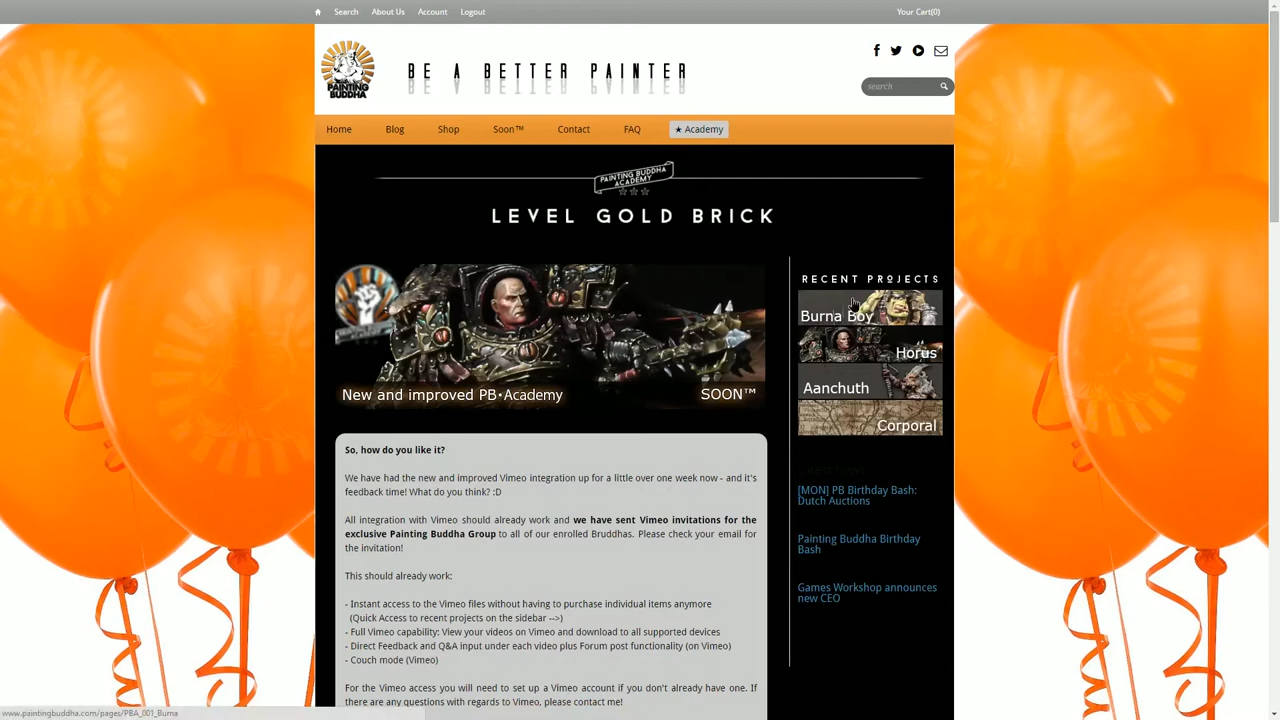 Search
About Us
Account
Logout
Your Cart(0)
PAINTING
BUDDHA
BE A BETTER PAINTER
search
Home
Blog
Shop
Soon™
Contact
FAQ
★ Academy
PAINTING BUDDHA
ACADEMY
LEVEL GOLD BRICK
New and improved PB•Academy
SOON™
So, how do you like it?
We have had the new and improved Vimeo integration up for a little over one week now - and it's
feedback time! What do you think? :D
All integration with Vimeo should already work and we have sent Vimeo invitations for the
exclusive Painting Buddha Group to all of our enrolled Bruddhas. Please check your email for
the invitation!
This should already work:
- Instant access to the Vimeo files without having to purchase individual items anymore
(Quick Access to recent projects on the sidebar -->)
- Full Vimeo capability: View your videos on Vimeo and download to all supported devices
- Direct Feedback and Q&A input under each video plus Forum post functionality (on Vimeo)
- Couch mode (Vimeo)
For the Vimeo access you will need to set up a Vimeo account if you don't already have one. If
there are any questions with regards to Vimeo, please contact me!
RECENT PROJECTS
Burna Boy
Horus
Aanchuth
Corporal
[MON] PB Birthday Bash:
Dutch Auctions
Painting Buddha Birthday
Bash
Games Workshop announces
new CEO
www.paintingbuddha.com/pages/PBA_001_Burna